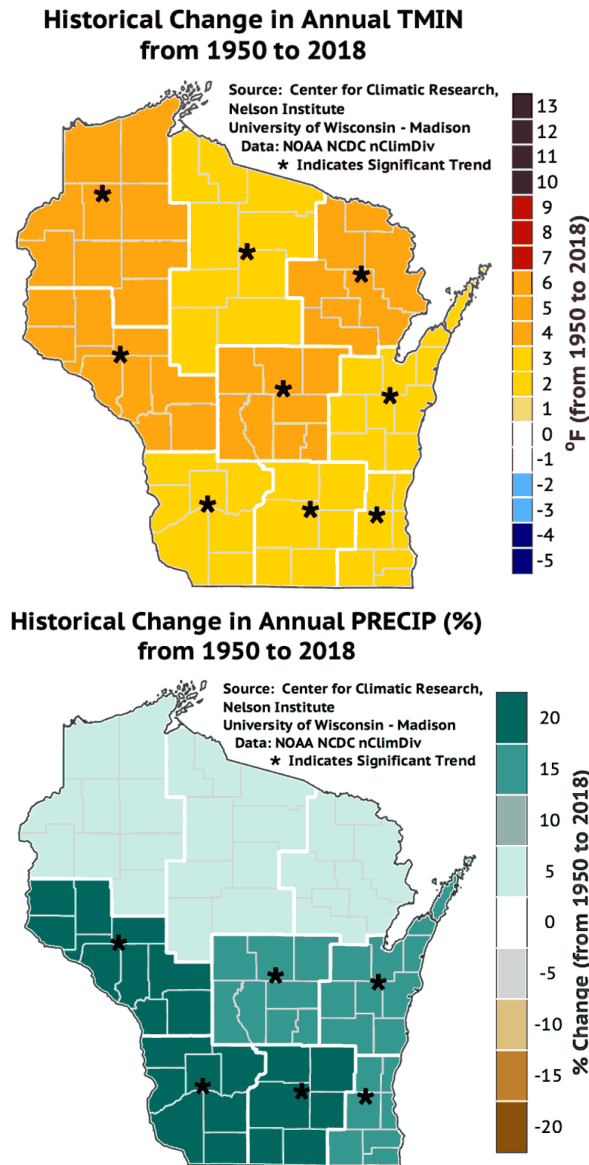 Historical Change in Annual TMIN
from 1950 to 2018
Source: Center for Climatic Research,
Nelson Institute
University of Wisconsin - Madison
Data: NOAA NCDC nClimDiv
* Indicates Significant Trend
13
12
11
10
9
8
7
6
5
4
3
2
1
0
-1
-2
-3
-4
-5
°F (from 1950 to 2018)
Historical Change in Annual PRECIP (%)
from 1950 to 2018
Source: Center for Climatic Research,
Nelson Institute
University of Wisconsin - Madison
Data: NOAA NCDC nClimDiv
* Indicates Significant Trend
20
15
10
5
0
-5
-10
-15
-20
% Change (from 1950 to 2018)